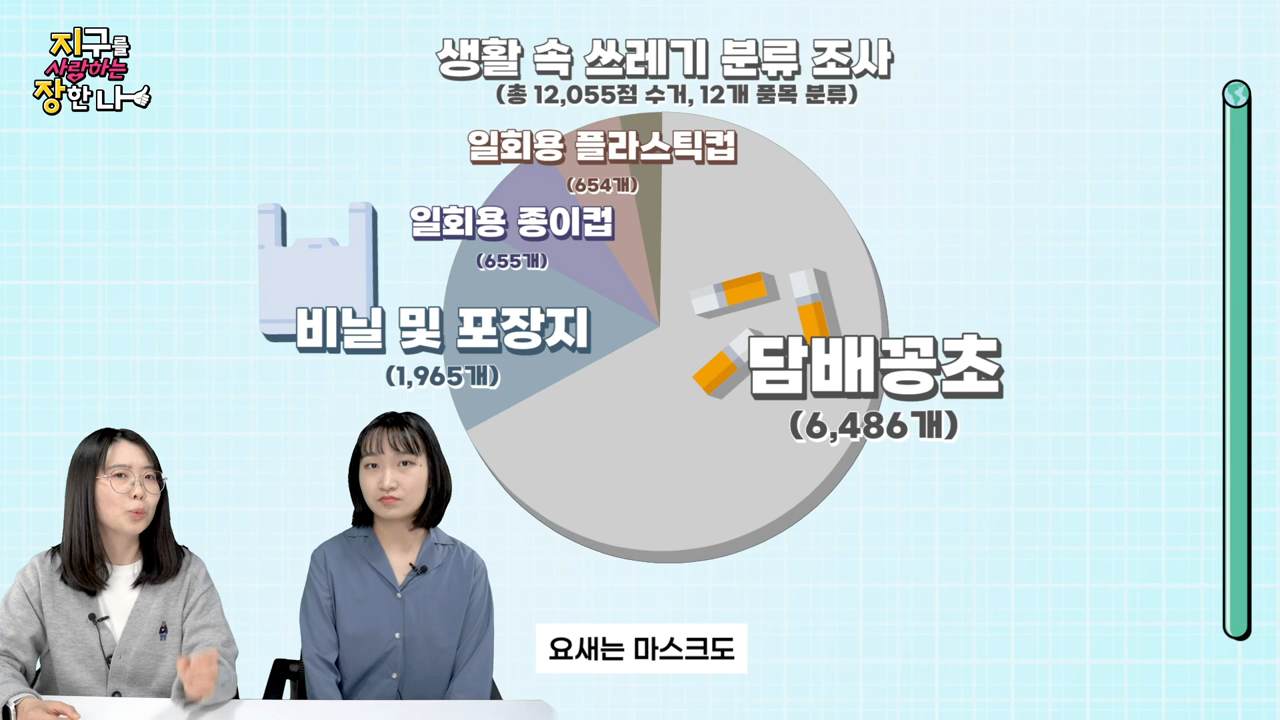 지구를
사랑하는
장한 나
생활 속 쓰레기 분류 조사
(총 12,055점 수거, 12개 품목 분류)
일회용 플라스틱컵
(654개)
일회용 종이컵
(655개)
비닐 및 포장지
(1,965개)
담배꽁초
(6,486개)
요새는 마스크도